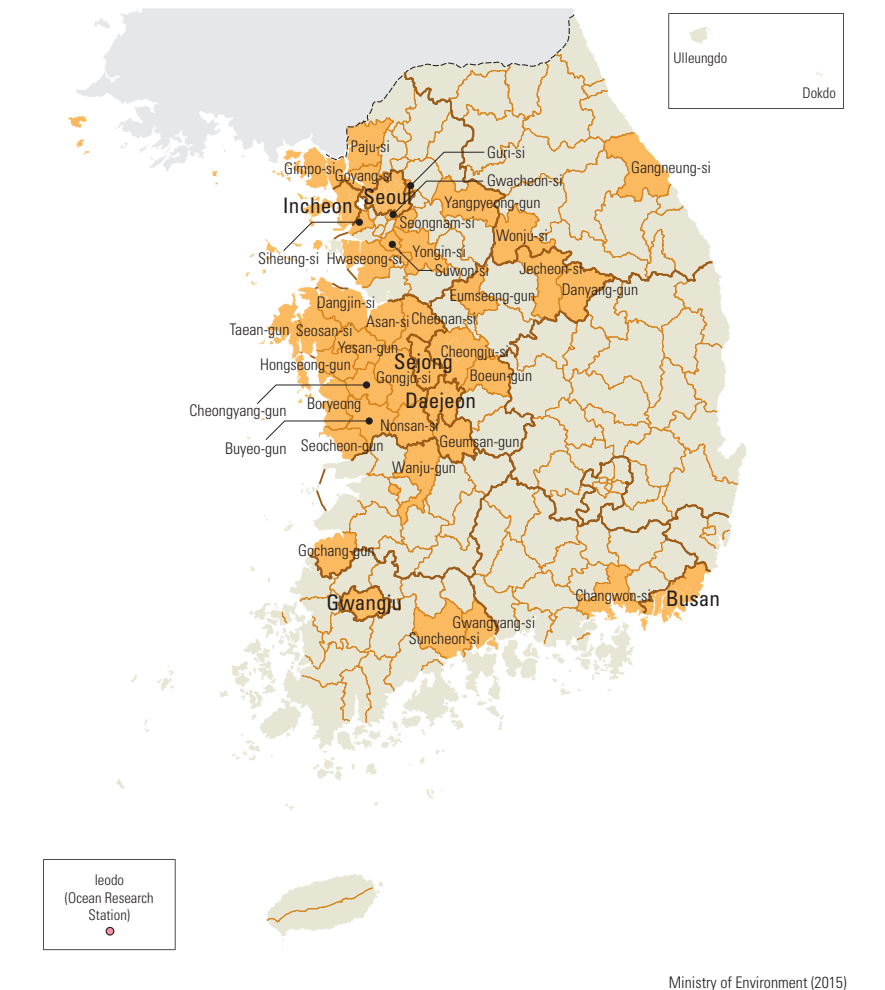 Ulleungdo
Dokdo
Paju-si
Guri-si
Gimpo-si
Goyang-si
Gangneung-si
Gwacheon-si
Seoul
Incheon
Yangpyeong-gun
Seongnam-si
Wonju-si
Siheung-si
Hwaseong-si
Yongin-si
Suwon-si
Jecheon-si
Eumseong-gun
Danyang-gun
Dangjin-si
Asan-si
Cheonan-si
Taean-gun
Seosan-si
Yesan-gun
Cheongju-si
Hongseong-gun
Sejong
Gongju-si
Boeun-gun
Cheongyang-gun
Boryeong
Daejeon
Nonsan-si
Buyeo-gun
Seocheon-gun
Geumsan-gun
Wanju-gun
Gochang-gun
Gwangju
Changwon-si
Busan
Gwangyang-si
Suncheon-si
Ieodo
(Ocean Research
Station)
Ministry of Environment (2015)